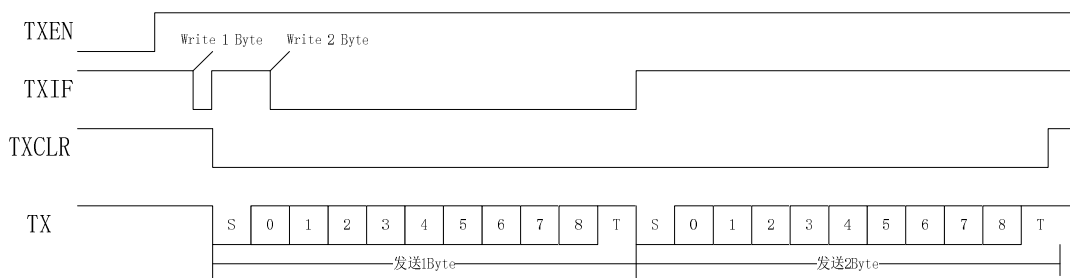 TXEN
Write 1 Byte
Write 2 Byte
TXIF
TXCLR
TX
S 0 1 2 3 4 5 6 7 8 T S 0 1 2 3 4 5 6 7 8 T
发送1Byte
发送2Byte